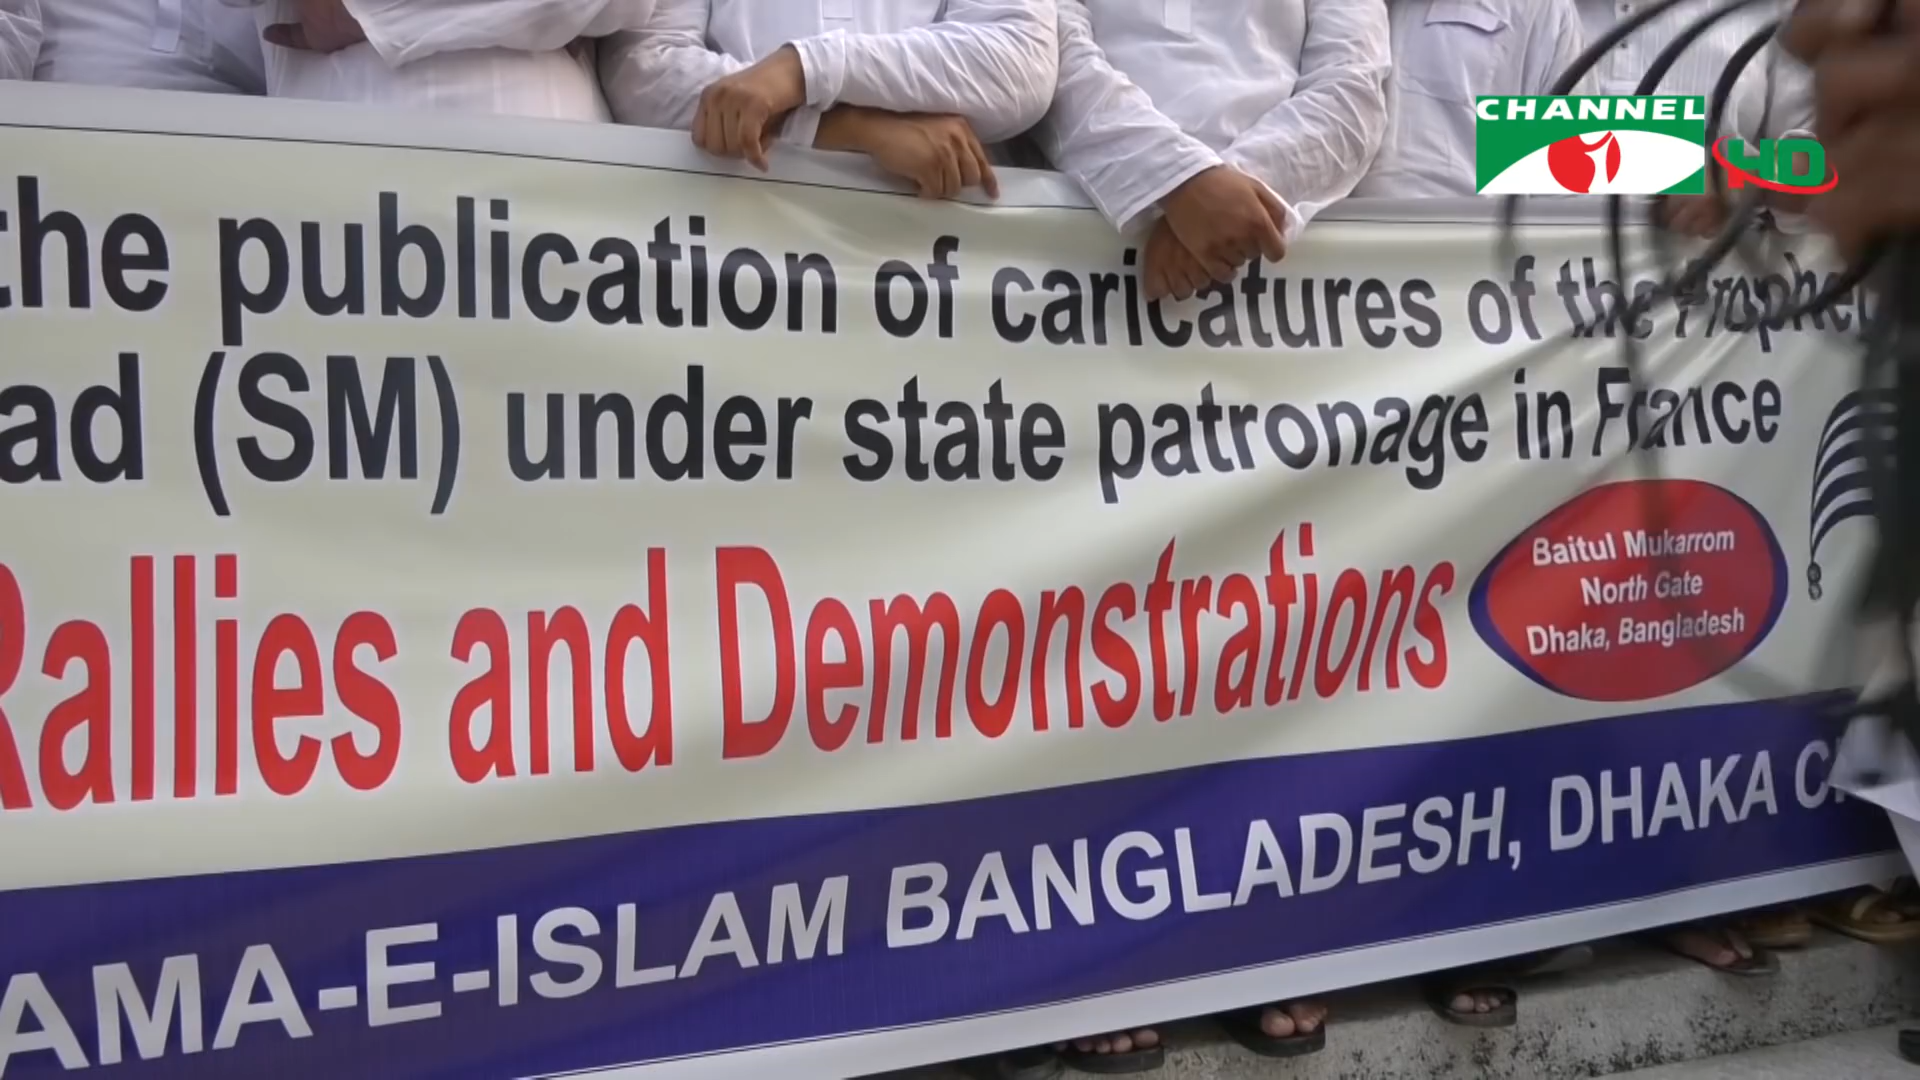 CHANNEL
HD
the publication of caricatures of the Prophet
ad (SM) under state patronage in France
Rallies and Demonstrations
Baitul Mukarrom
North Gate
Dhaka, Bangladesh
AMA-E-ISLAM BANGLADESH, DHAKA C